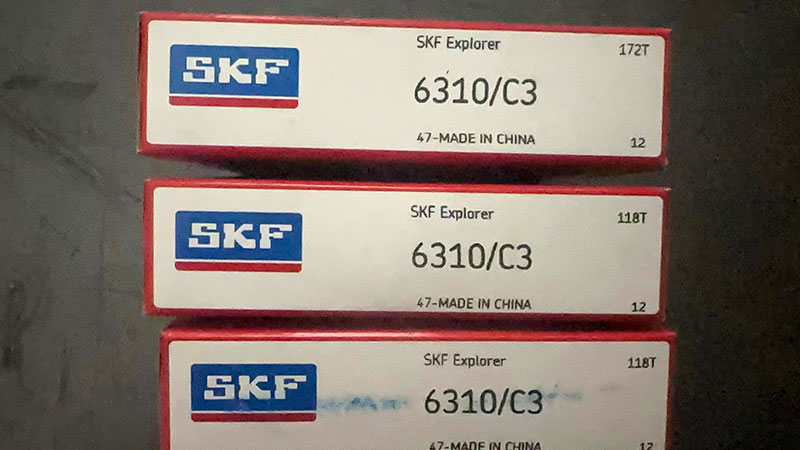 SKF Explorer 172T
SKF
6310/C3
47-MADE IN CHINA 12
SKF Explorer 118T
SKF
6310/C3
47-MADE IN CHINA 12
SKF Explorer 118T
SKF
6310/C3
47-MADE IN CHINA 12